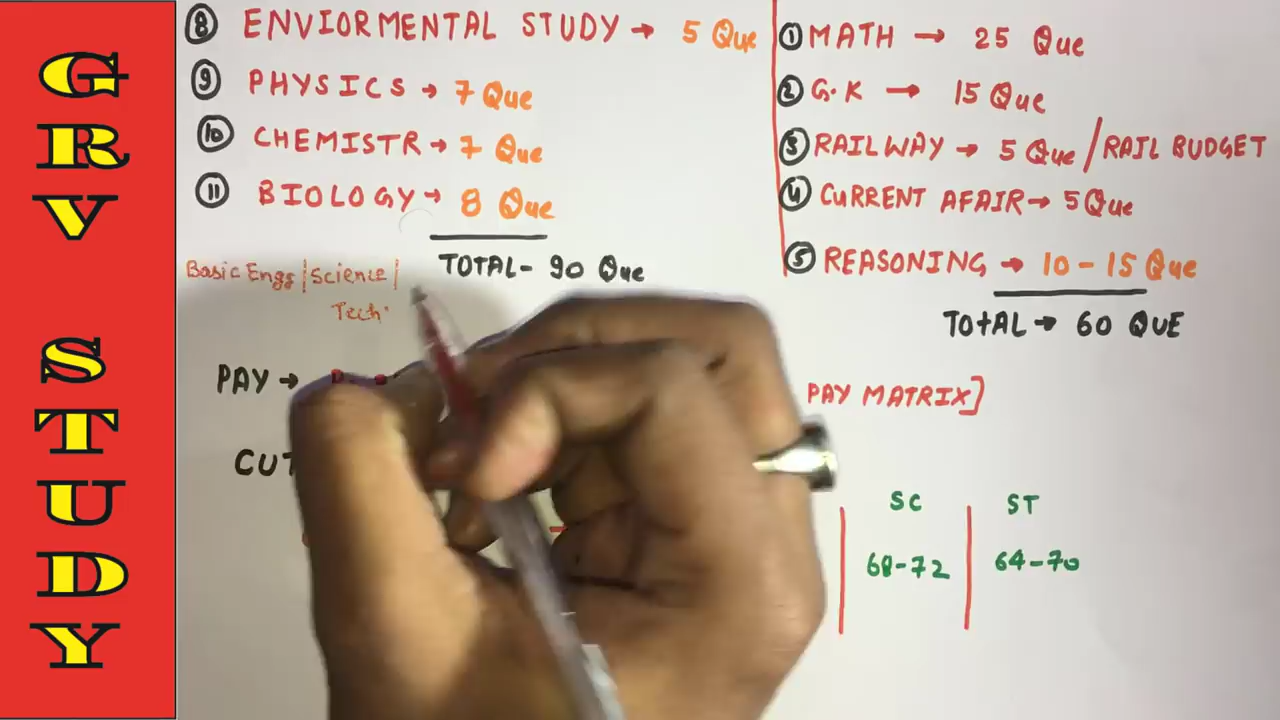 GRV STUDY
⑧ ENVIORMENTAL STUDY → 5 Que
⑨ PHYSICS → 7 Que
⑩ CHEMISTR → 7 Que
⑪ BIOLOGY → 8 Que
TOTAL - 90 Que
Basic Engg | Science |
Tech
PAY →
CUT
① MATH → 25 Que
② G.K → 15 Que
③ RAILWAY → 5 Que / RAIL BUDGET
④ CURRENT AFAIR → 5 Que
⑤ REASONING → 10 - 15 Que
TOtAL → 60 QUE
PAY MATRIX]
SC ST
68-72 64-70